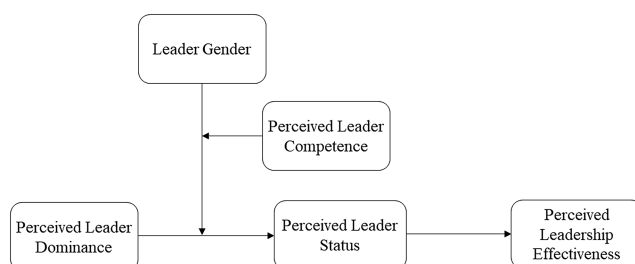 Leader Gender
Perceived Leader
Competence
Perceived Leader
Dominance
Perceived Leader
Status
Perceived
Leadership
Effectiveness